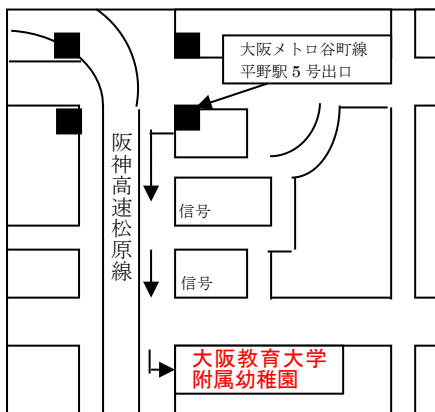 大阪メトロ谷町線
平野駅 5 号出口
阪神高速松原線
信号
信号
大阪教育大学
附属幼稚園